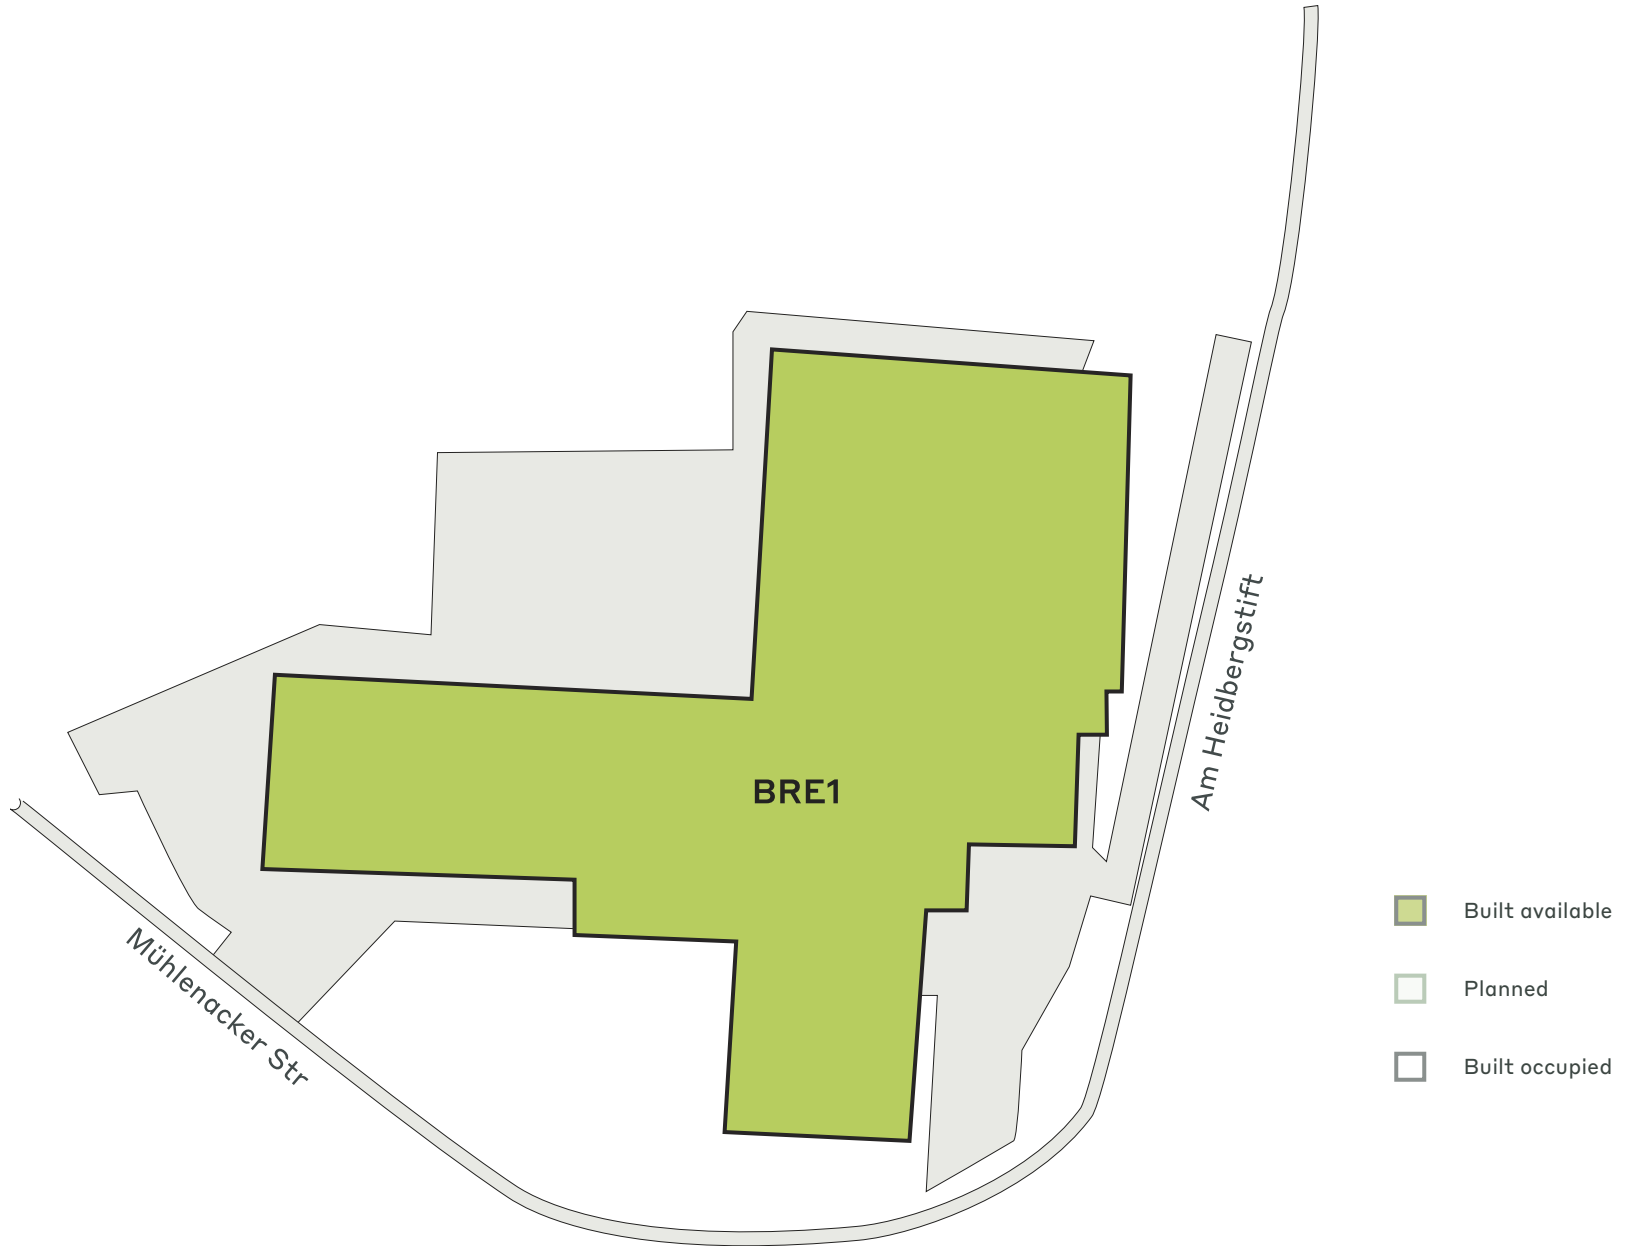 Am Heidbergstift
BRE1
Mühlenacker Str
Built available
Planned
Built occupied